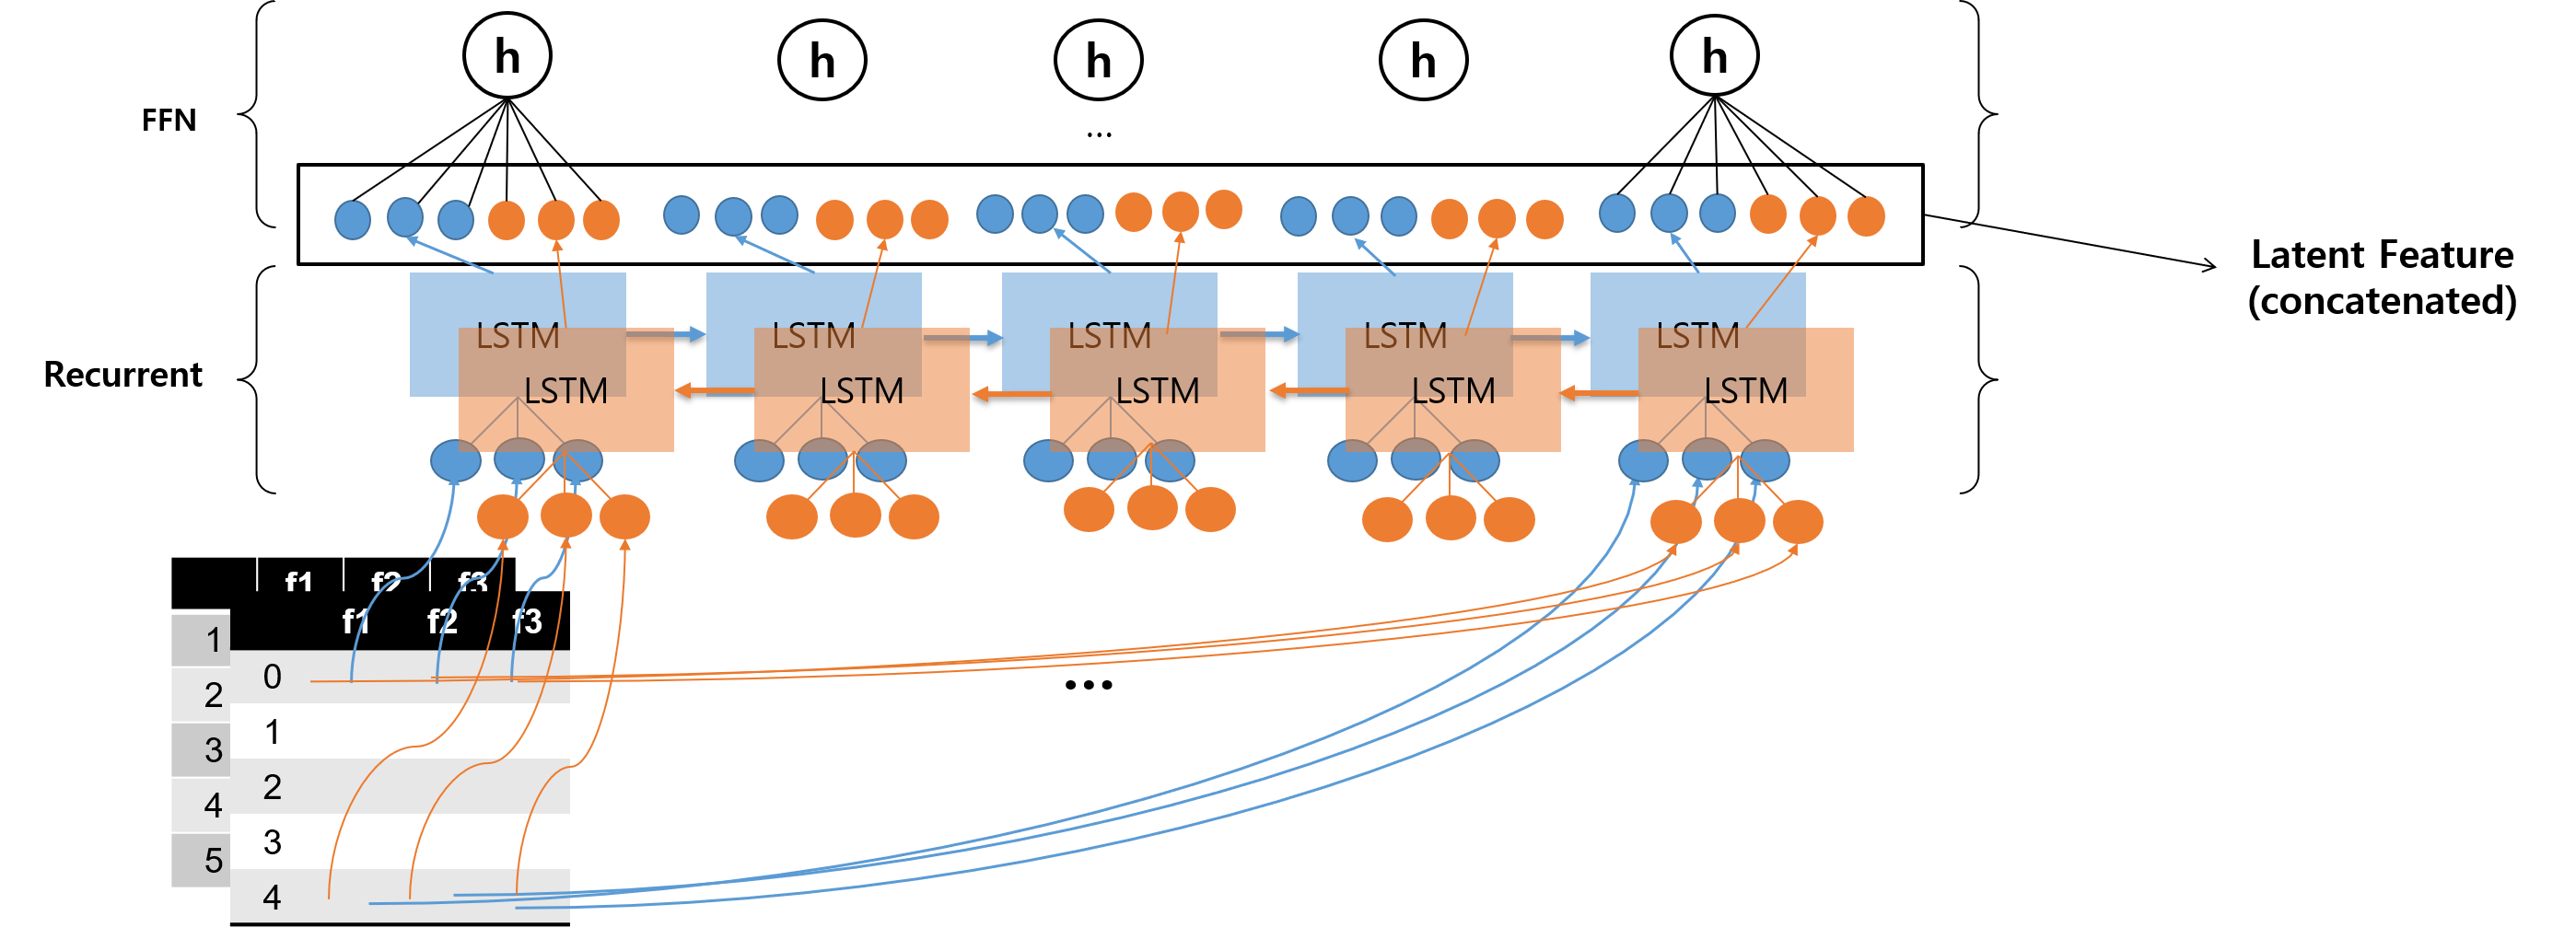 h h h h h
FFN
...
Latent Feature
(concatenated)
LSTM LSTM LSTM LSTM LSTM
Recurrent
LSTM LSTM LSTM LSTM LSTM
f1 f2 f3
f1 f2 f3
1
0
2
1
3
2
4
3
5
4
...